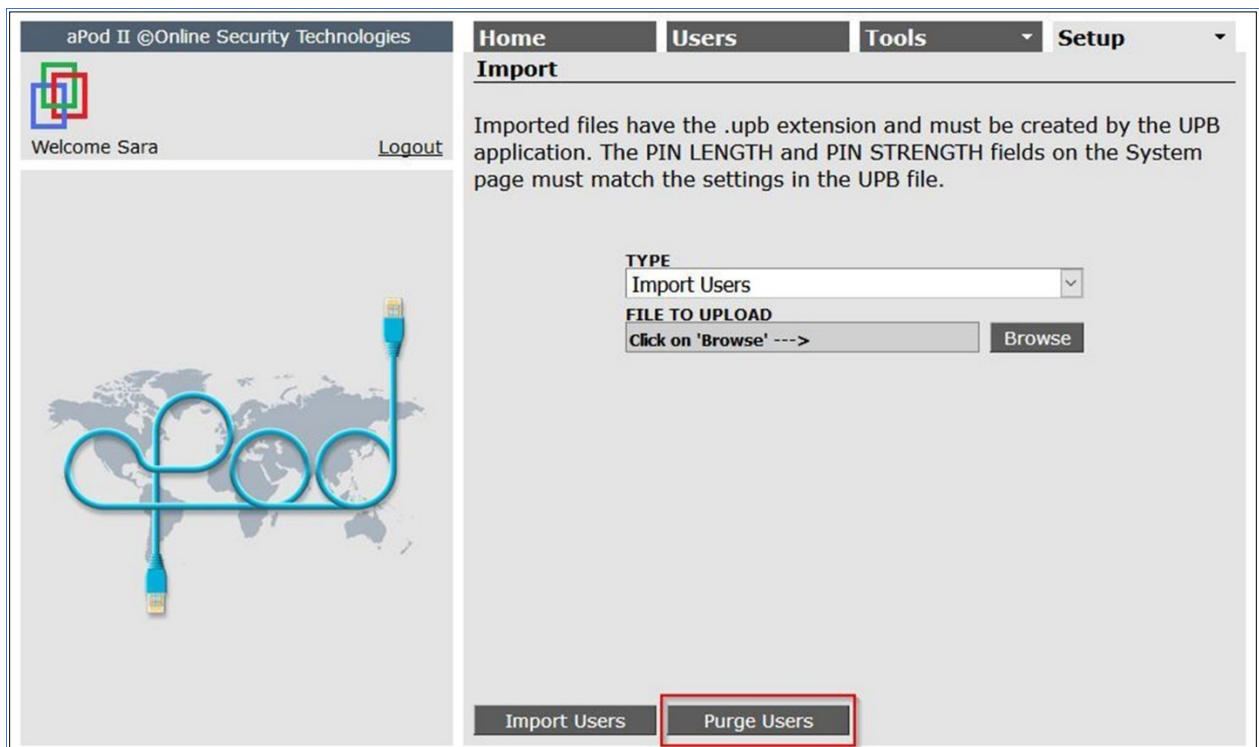 aPod II ©Online Security Technologies
Welcome Sara
Logout
Home
Users
Tools
Setup
Import
Imported files have the .upb extension and must be created by the UPB
application. The PIN LENGTH and PIN STRENGTH fields on the System
page must match the settings in the UPB file.
TYPE
Import Users
FILE TO UPLOAD
Click on 'Browse' --->
Browse
Import Users
Purge Users